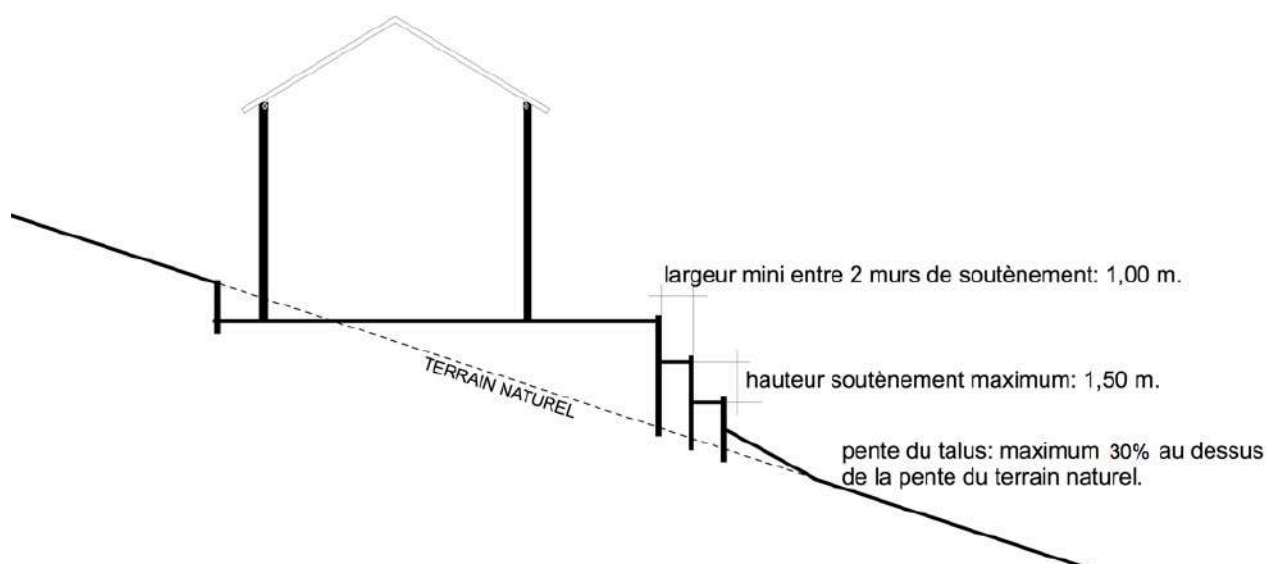 largeur mini entre 2 murs de soutènement: 1,00 m.
TERRAIN NATUREL
hauteur soutènement maximum: 1,50 m.
pente du talus: maximum 30% au dessus
de la pente du terrain naturel.